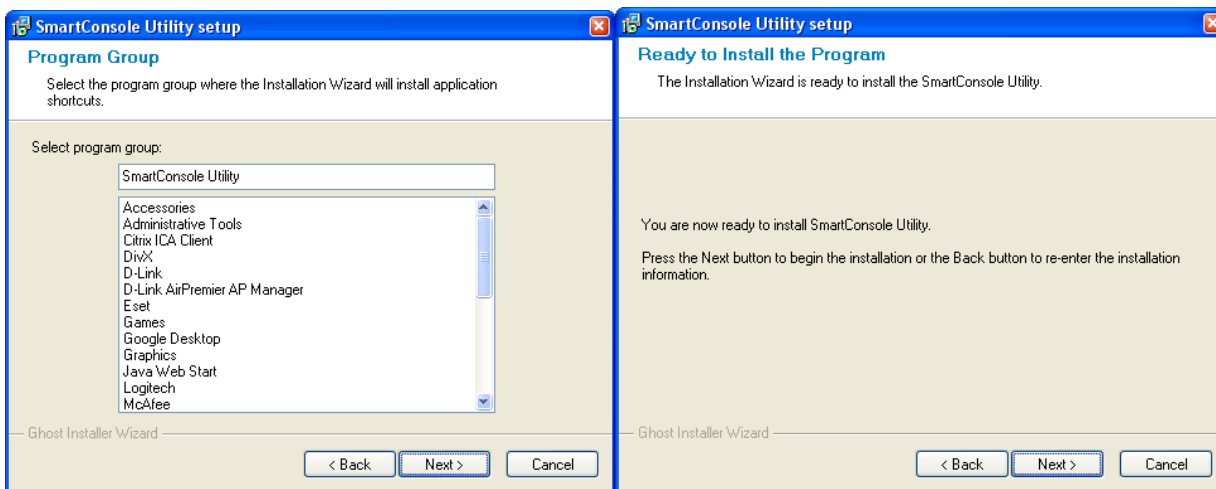 SmartConsole Utility setup
Program Group
Select the program group where the Installation Wizard will install application
shortcuts.
Select program group:
SmartConsole Utility
Accessories
Administrative Tools
Citrix ICA Client
DivX
D-Link
D-Link AirPremier AP Manager
Eset
Games
Google Desktop
Graphics
Java Web Start
Logitech
McAfee
Ghost Installer Wizard
< Back
Next >
Cancel
SmartConsole Utility setup
Ready to Install the Program
The Installation Wizard is ready to install the SmartConsole Utility.
You are now ready to install SmartConsole Utility.
Press the Next button to begin the installation or the Back button to re-enter the installation
information.
Ghost Installer Wizard
< Back
Next >
Cancel